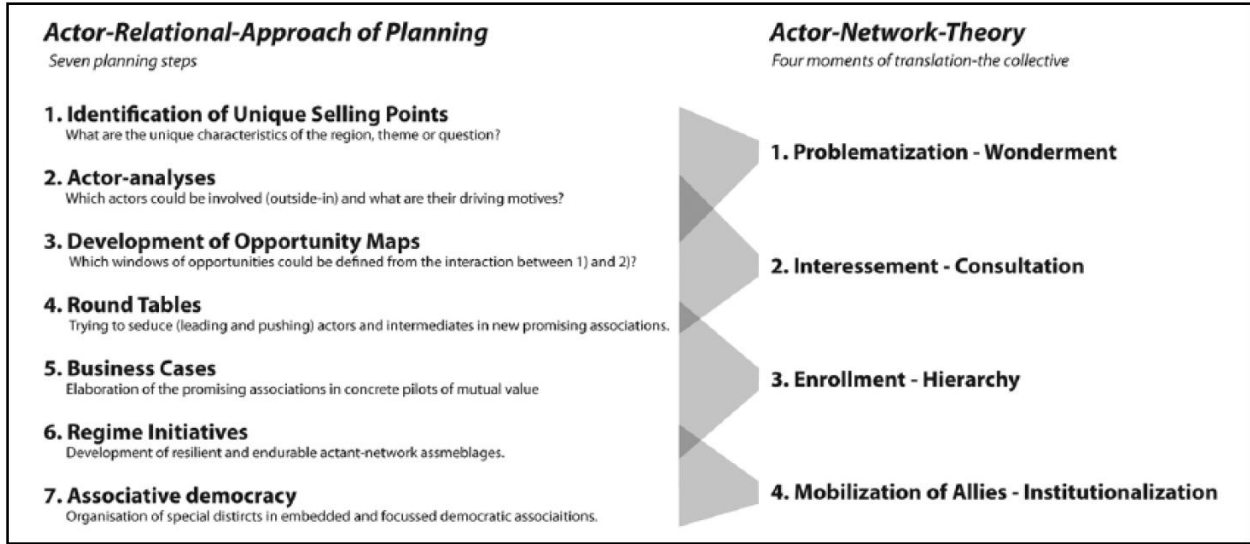 Actor-Relational-Approach of Planning
Seven planning steps
1. Identification of Unique Selling Points
What are the unique characteristics of the region, theme or question?
2. Actor-analyses
Which actors could be involved (outside-in) and what are their driving motives?
3. Development of Opportunity Maps
Which windows of opportunities could be defined from the interaction between 1) and 2)?
4. Round Tables
Trying to seduce (leading and pushing) actors and intermediates in new promising associations.
5. Business Cases
Elaboration of the promising associations in concrete pilots of mutual value
6. Regime Initiatives
Development of resilient and endurable actant-network assmeblages.
7. Associative democracy
Organisation of special distircts in embedded and focussed democratic associaitions.
Actor-Network-Theory
Four moments of translation-the collective
1. Problematization - Wonderment
2. Interessement - Consultation
3. Enrollment - Hierarchy
4. Mobilization of Allies - Institutionalization